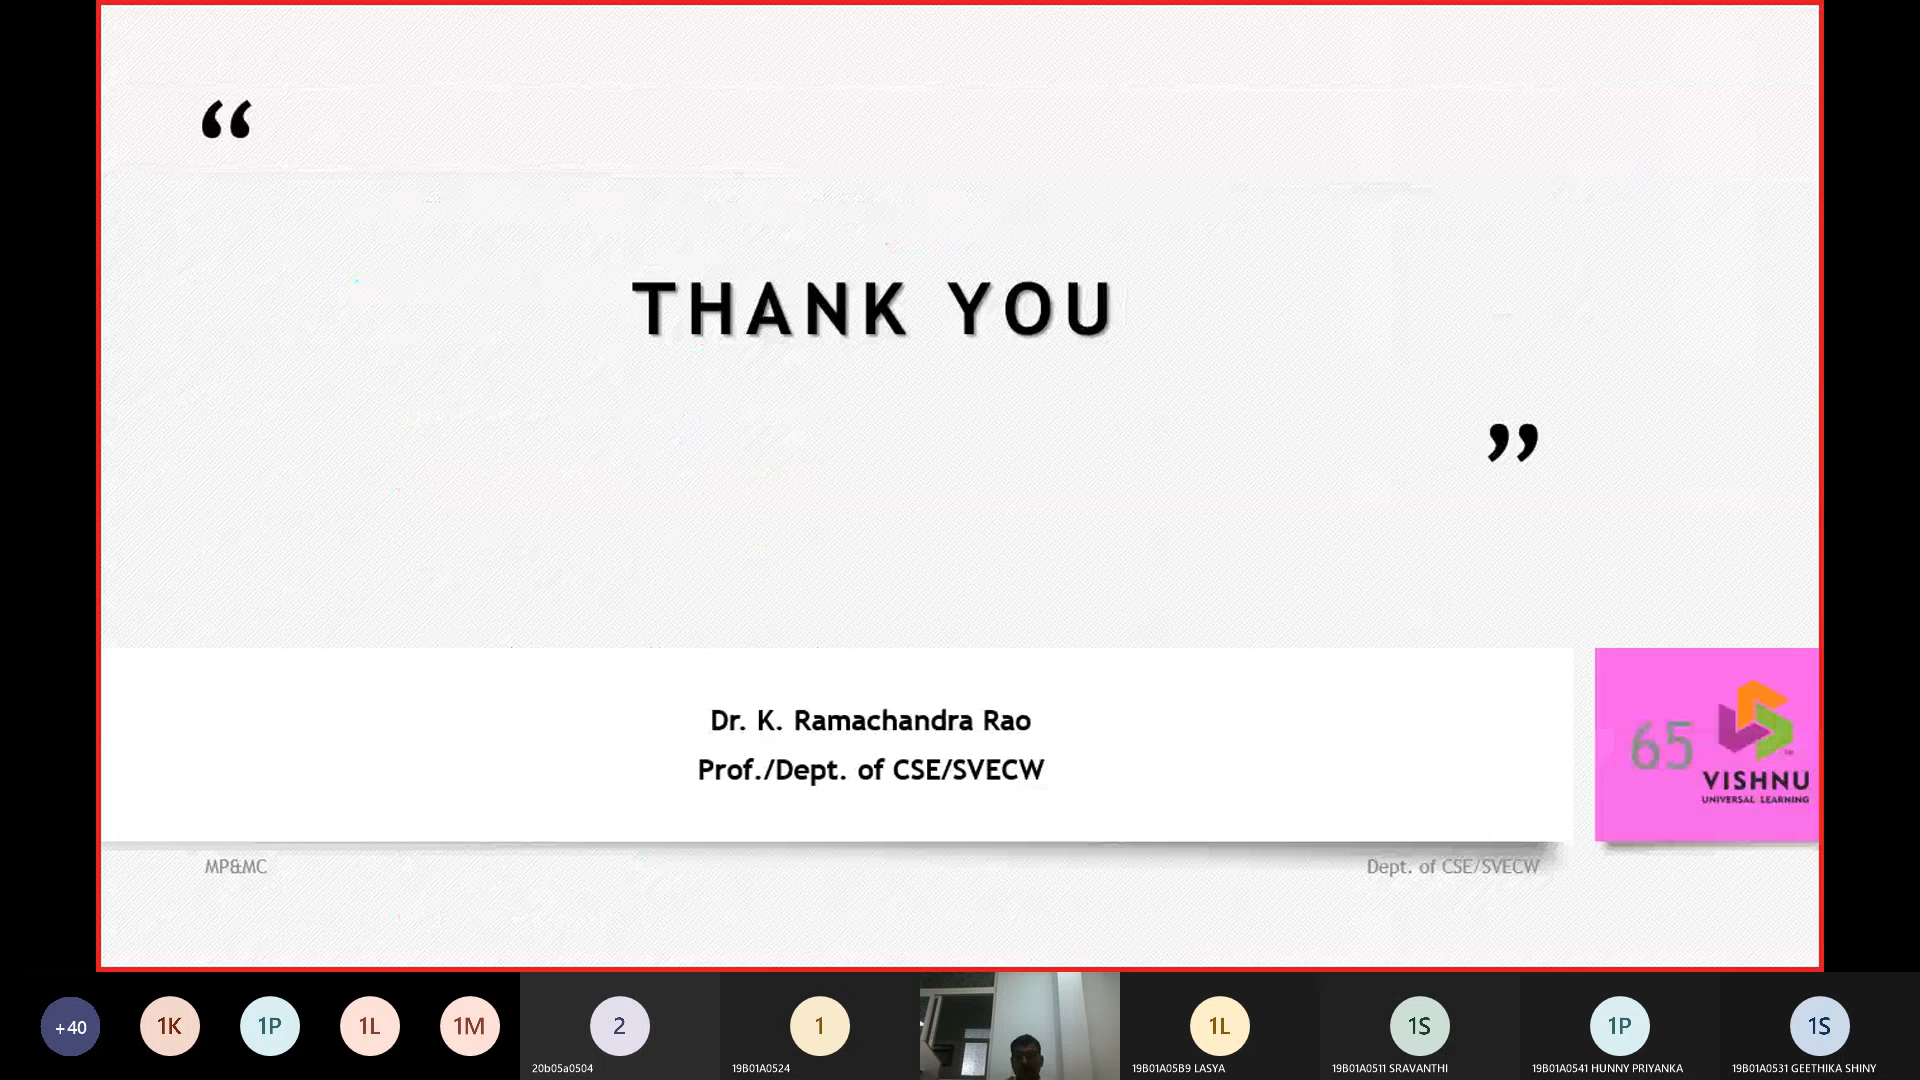 “
THANK YOU
”
Dr. K. Ramachandra Rao
Prof./Dept. of CSE/SVECW
65
VISHNU
UNIVERSAL LEARNING
MP&MC
Dept. of CSE/SVECW
+40
1K
1P
1L
1M
2
20b05a0504
1
19B01A0524
1L
19B01A05B9 LASYA
1S
19B01A0511 SRAVANTHI
1P
19B01A0541 HUNNY PRIYANKA
1S
19B01A0531 GEETHIKA SHINY